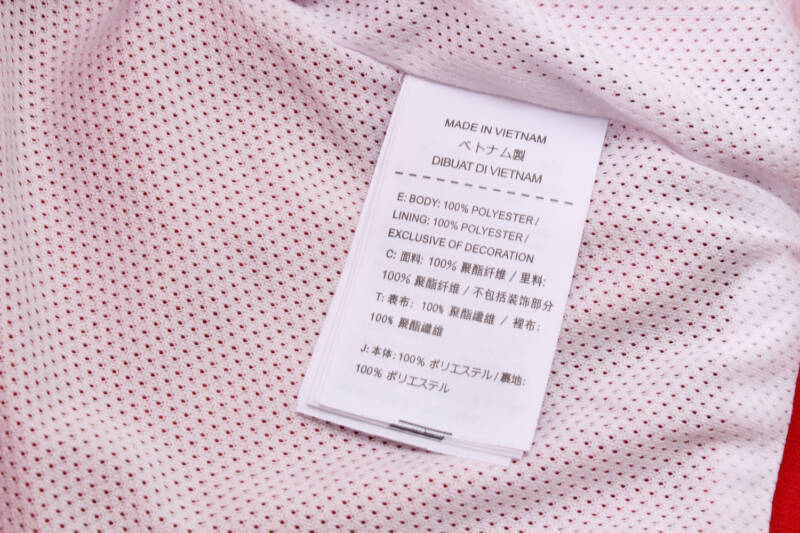 MADE IN VIETNAM
ベトナム製
DIBUAT DI VIETNAM
E: BODY: 100% POLYESTER /
LINING: 100% POLYESTER /
EXCLUSIVE OF DECORATION
C: 面料: 100% 聚酯纤维 / 里料:
100% 聚酯纤维 / 不包括装饰部分
T: 表布: 100% 聚酯纖維 / 裡布:
100% 聚酯纖維
J: 本体: 100% ポリエステル / 裏地:
100% ポリエステル